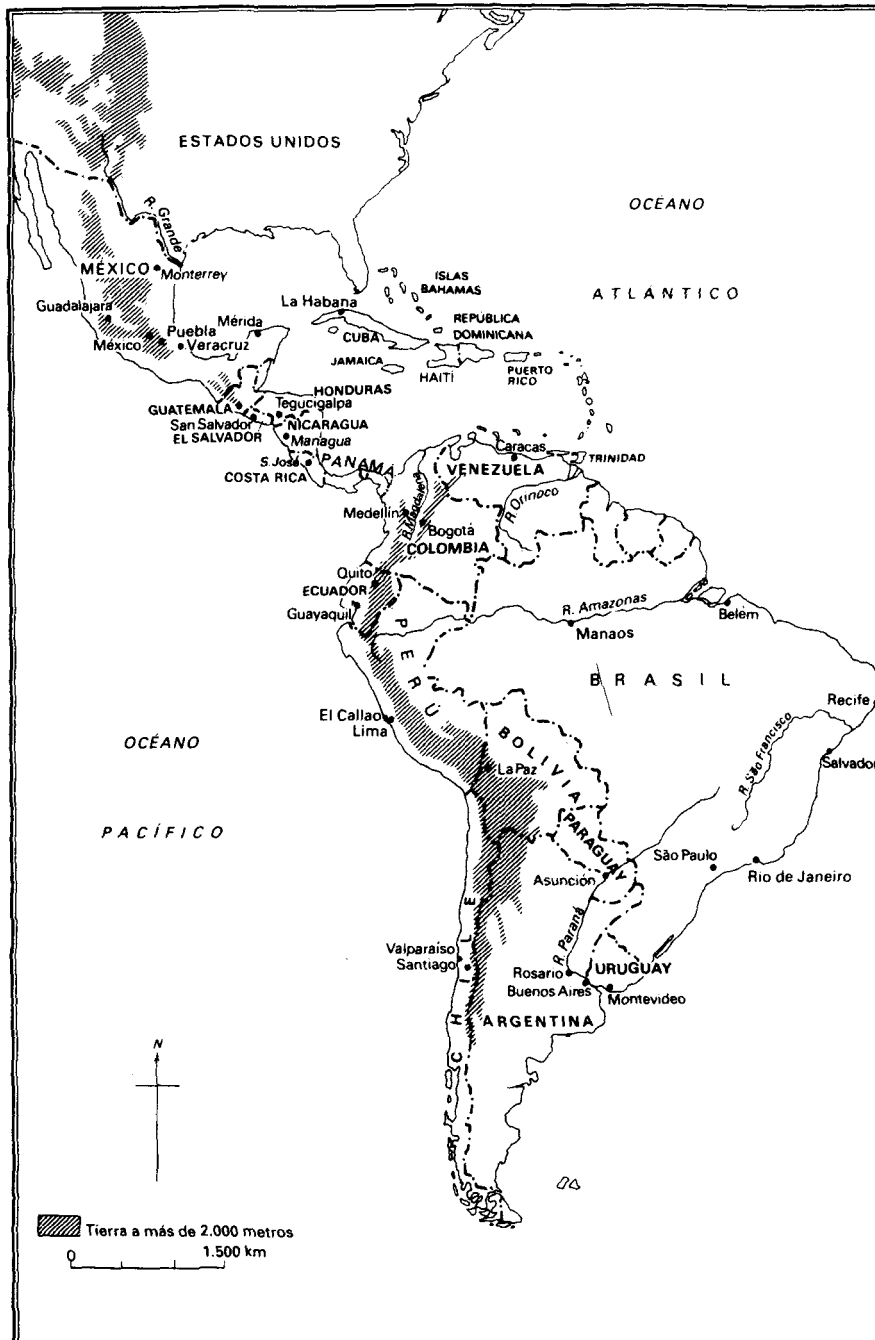 ESTADOS UNIDOS
OCÉANO
ATLÁNTICO
R. Grande
MÉXICO
Monterrey
ISLAS
BAHAMAS
La Habana
Guadalajara
REPÚBLICA
DOMINICANA
Mérida
Puebla
México
Veracruz
CUBA
JAMAICA
HAITÍ
PUERTO
RICO
HONDURAS
Tegucigalpa
GUATEMALA
San Salvador
NICARAGUA
EL SALVADOR
Managua
S. José
PANAMÁ
COSTA RICA
Caracas
TRINIDAD
VENEZUELA
R. Orinoco
Medellín
R. Magdalena
Bogotá
COLOMBIA
Quito
ECUADOR
Guayaquil
R. Amazonas
Belém
Manaos
PERÚ
BRASIL
Recife
El Callao
Lima
R. São Francisco
OCÉANO
PACÍFICO
BOLIVIA
La Paz
Salvador
PARAGUAY
São Paulo
Rio de Janeiro
Asunción
R. Paraná
CHILE
Valparaíso
Santiago
Rosario
URUGUAY
Buenos Aires
Montevideo
ARGENTINA
N
Tierra a más de 2.000 metros
0 1.500 km